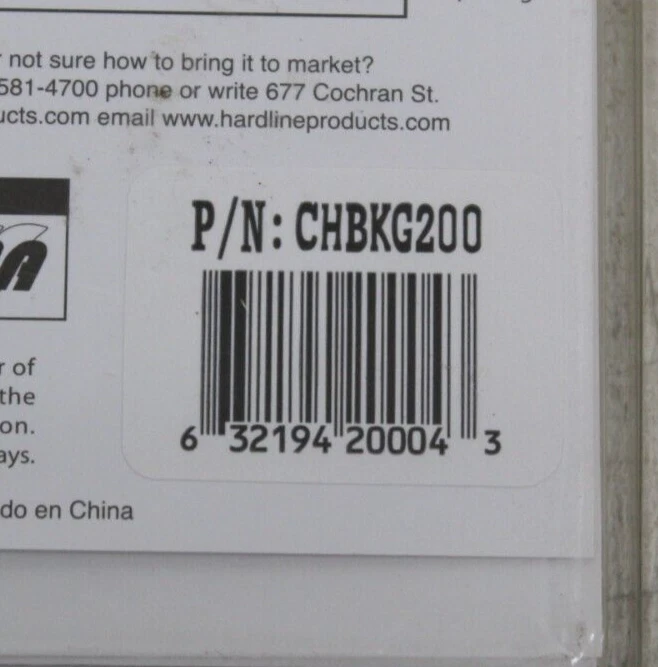 not sure how to bring it to market?
581-4700 phone or write 677 Cochran St.
ucts.com email www.hardlineproducts.com
P/N: CHBKG200
6 32194 20004 3
A
r of
the
on.
ays.
do en China